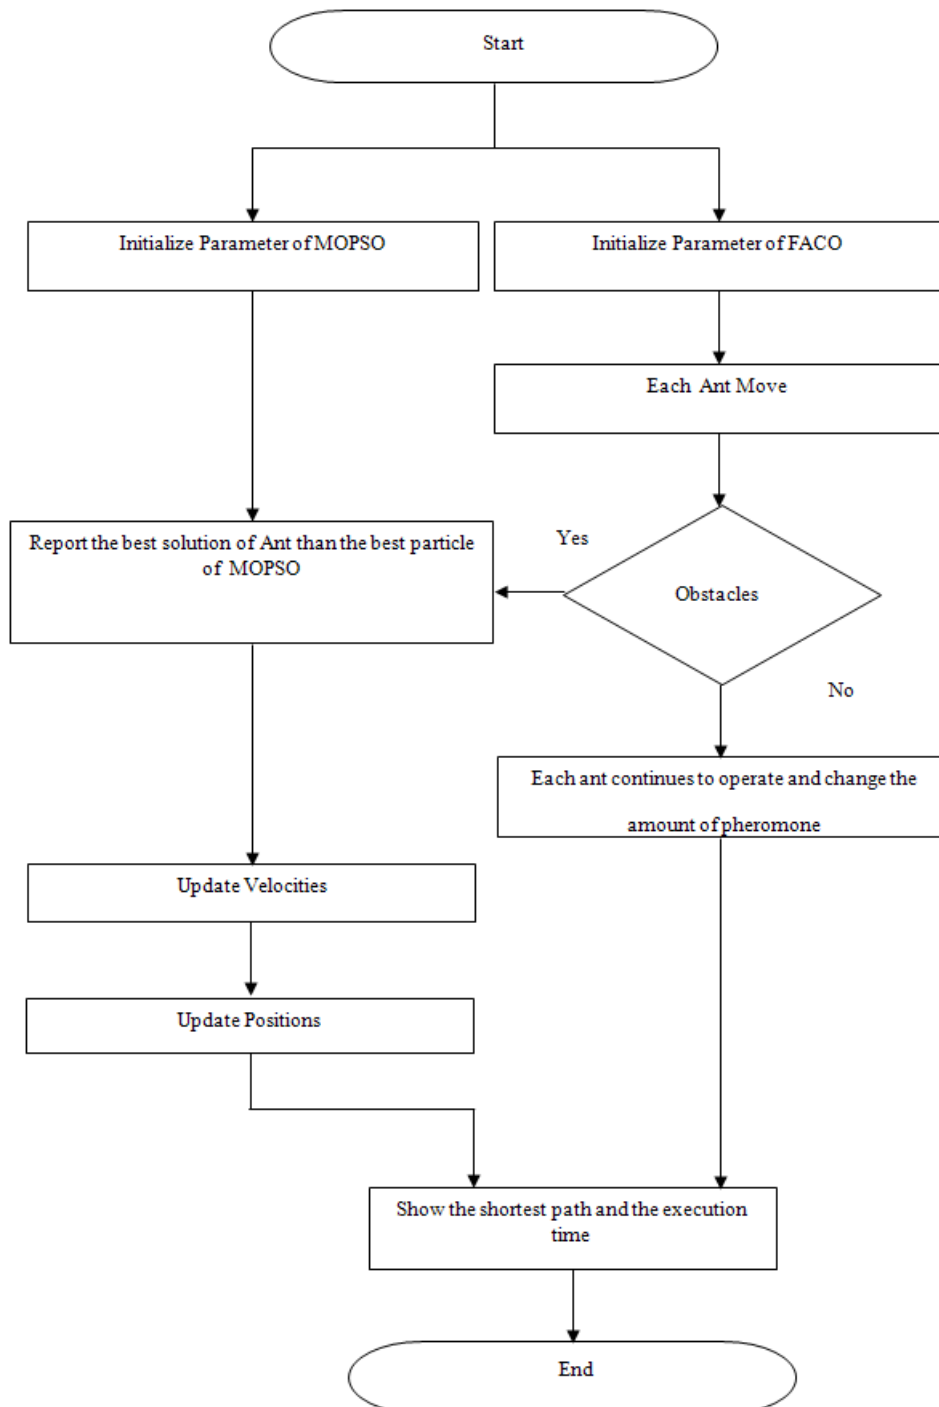 Start
Initialize Parameter of MOPSO
Initialize Parameter of FACO
Each Ant Move
Report the best solution of Ant than the best particle
of MOPSO
Yes
Obstacles
No
Each ant continues to operate and change the
amount of pheromone
Update Velocities
Update Positions
Show the shortest path and the execution
time
End